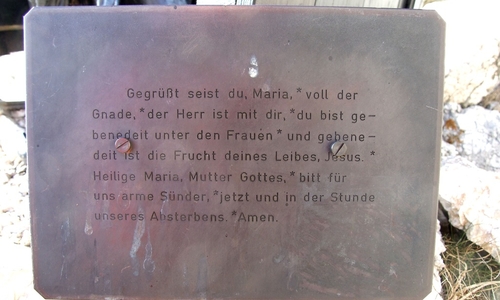 Gegrüßt seist du, Maria, * voll der
Gnade, * der Herr ist mit dir, * du bist ge-
benedeit unter den Frauen * und gebene-
deit ist die Frucht deines Leibes, Jesus. *
Heilige Maria, Mutter Gottes, * bitt für
uns arme Sünder, * jetzt und in der Stunde
unseres Absterbens. * Amen.